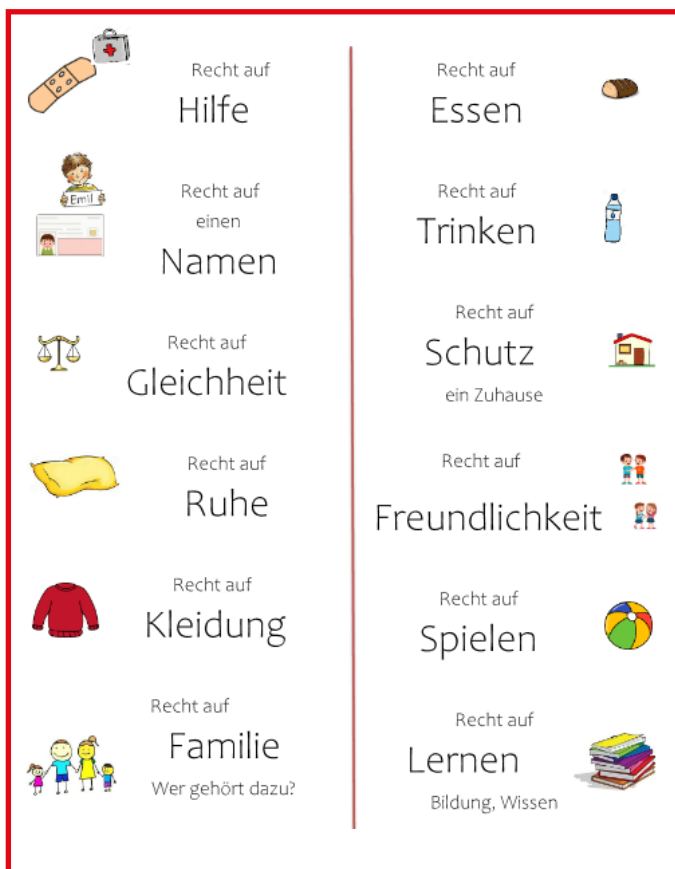 Recht auf
Hilfe
Emil
Recht auf
einen
Namen
Recht auf
Gleichheit
Recht auf
Ruhe
Recht auf
Kleidung
Recht auf
Familie
Wer gehört dazu?
Recht auf
Essen
Recht auf
Trinken
Recht auf
Schutz
ein Zuhause
Recht auf
Freundlichkeit
Recht auf
Spielen
Recht auf
Lernen
Bildung, Wissen